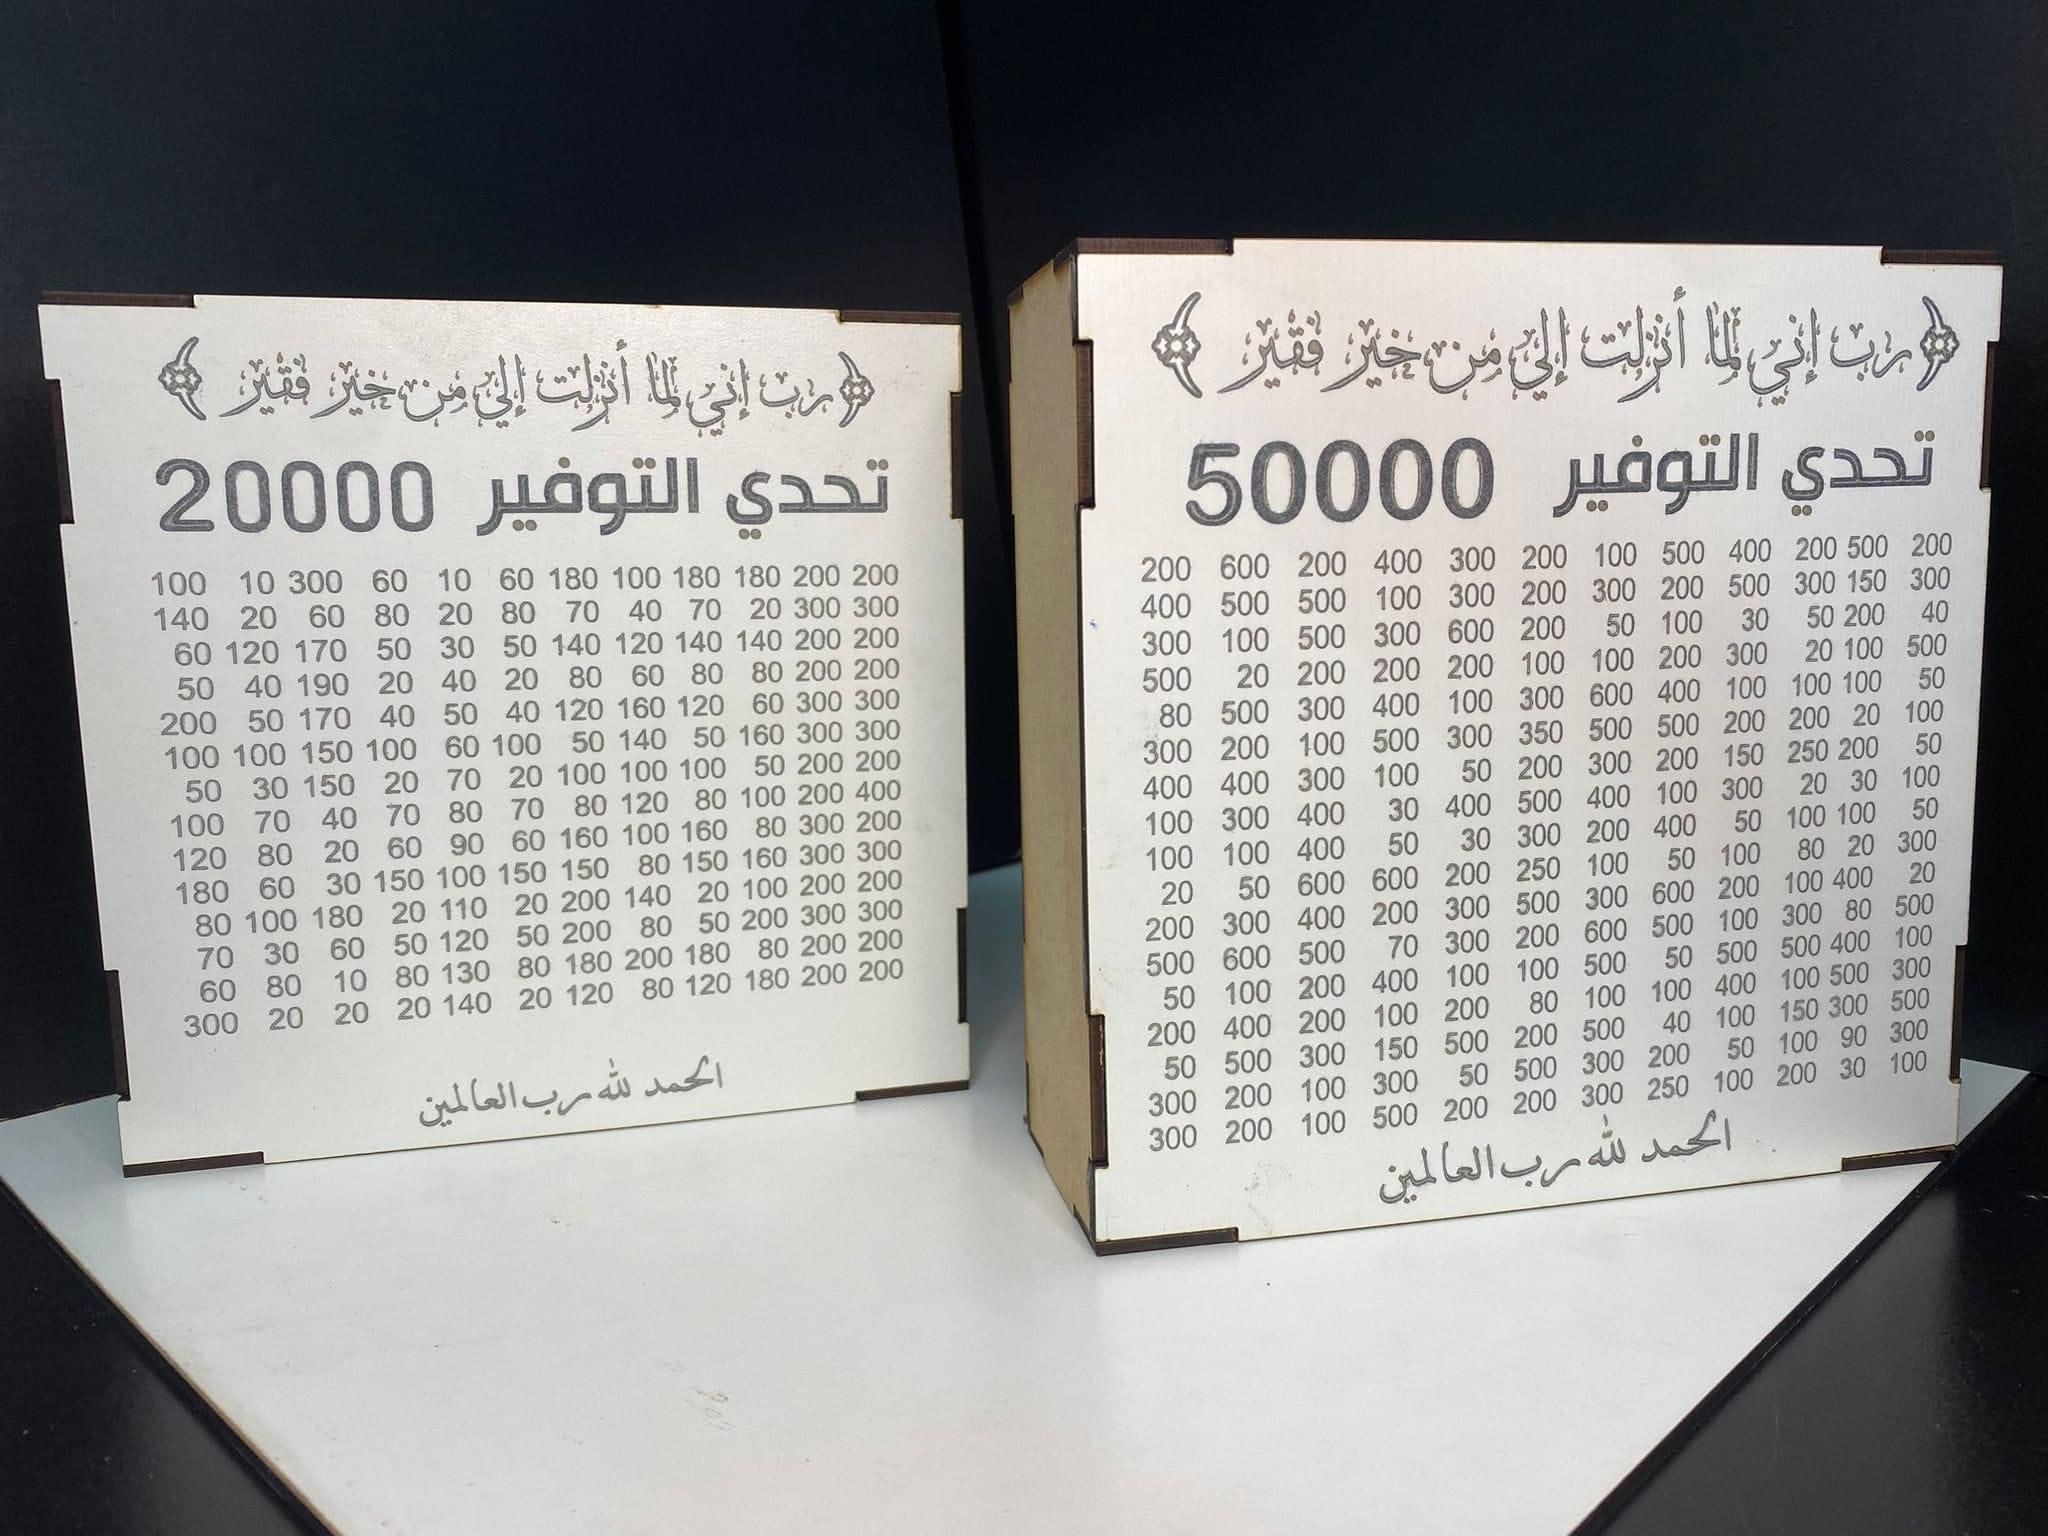 رب إني لما أنزلت إلي من خير فقير
تحدي التوفير 20000
100 10 300 60 10 60 180 100 180 180 200 200
140 20 60 80 20 80 70 40 70 20 300 300
60 120 170 50 30 50 140 120 140 140 200 200
50 40 190 20 40 20 80 60 80 80 200 200
200 50 170 40 50 40 120 160 120 60 300 300
100 100 150 100 60 100 50 140 50 160 300 300
50 30 150 20 70 20 100 100 100 50 200 200
100 70 40 70 80 70 80 120 80 100 200 400
120 80 20 60 90 60 160 100 160 80 300 200
180 60 30 150 100 150 150 80 150 160 300 300
80 100 180 20 110 20 200 140 20 100 200 200
70 30 60 50 120 50 200 80 50 200 300 300
60 80 10 80 130 80 180 200 180 80 200 200
300 20 20 20 140 20 120 80 120 180 200 200
الحمد لله رب العالمين
رب إني لما أنزلت إلي من خير فقير
تحدي التوفير 50000
200 600 200 400 300 200 100 500 400 200 500 200
400 500 500 100 300 200 300 200 500 300 150 300
300 100 500 300 600 200 50 100 30 50 200 40
500 20 200 200 200 100 100 200 300 20 100 500
80 500 300 400 100 300 600 400 100 100 100 50
300 200 100 500 300 350 500 500 200 200 20 100
400 400 300 100 50 200 300 200 150 250 200 50
100 300 400 30 400 500 400 100 300 20 30 100
100 100 400 50 30 300 200 400 50 100 100 50
20 50 600 600 200 250 100 50 100 80 20 300
200 300 400 200 300 500 300 600 200 100 400 20
500 600 500 70 300 200 600 500 100 300 80 500
50 100 200 400 100 100 500 50 500 500 400 100
200 400 200 100 200 80 100 100 400 100 500 300
50 500 300 150 500 200 500 40 100 150 300 500
300 200 100 300 50 500 300 200 50 100 90 300
300 200 100 500 200 200 300 250 100 200 30 100
الحمد لله رب العالمين